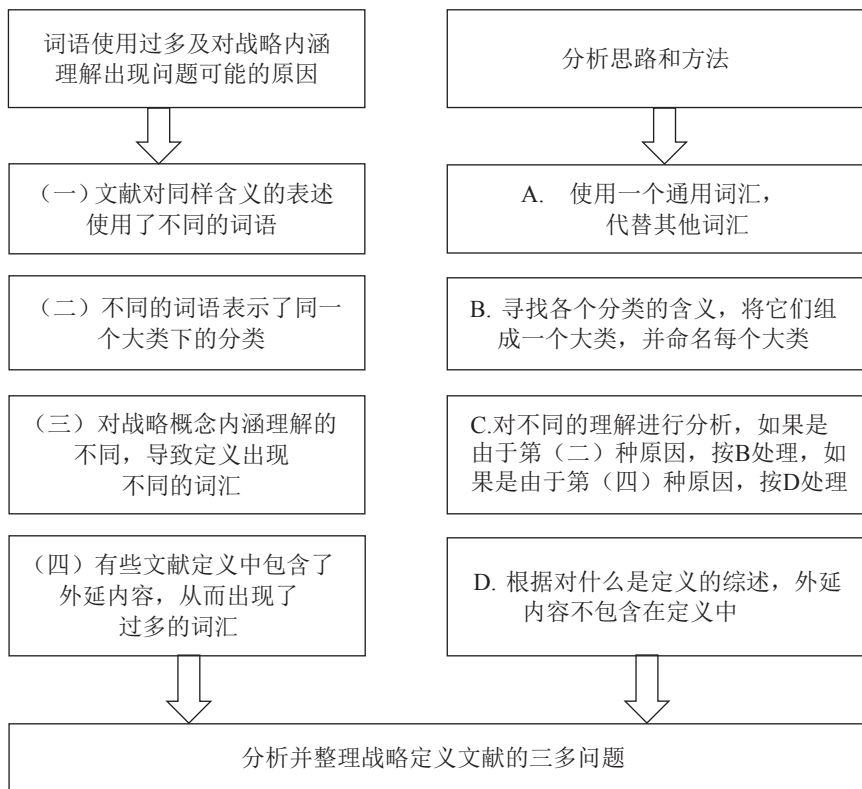 词语使用过多及对战略内涵
理解出现问题可能的原因
分析思路和方法
（一）文献对同样含义的表述
使用了不同的词语
A. 使用一个通用词汇，
代替其他词汇
（二）不同的词语表示了同一
个大类下的分类
B. 寻找各个分类的含义，将它们组
成一个大类，并命名每个大类
（三）对战略概念内涵理解的
不同，导致定义出现
不同的词汇
C.对不同的理解进行分析，如果是
由于第（二）种原因，按B处理，如
果是由于第（四）种原因，按D处理
（四）有些文献定义中包含了
外延内容，从而出现了
过多的词汇
D. 根据对什么是定义的综述，外延
内容不包含在定义中
分析并整理战略定义文献的三多问题